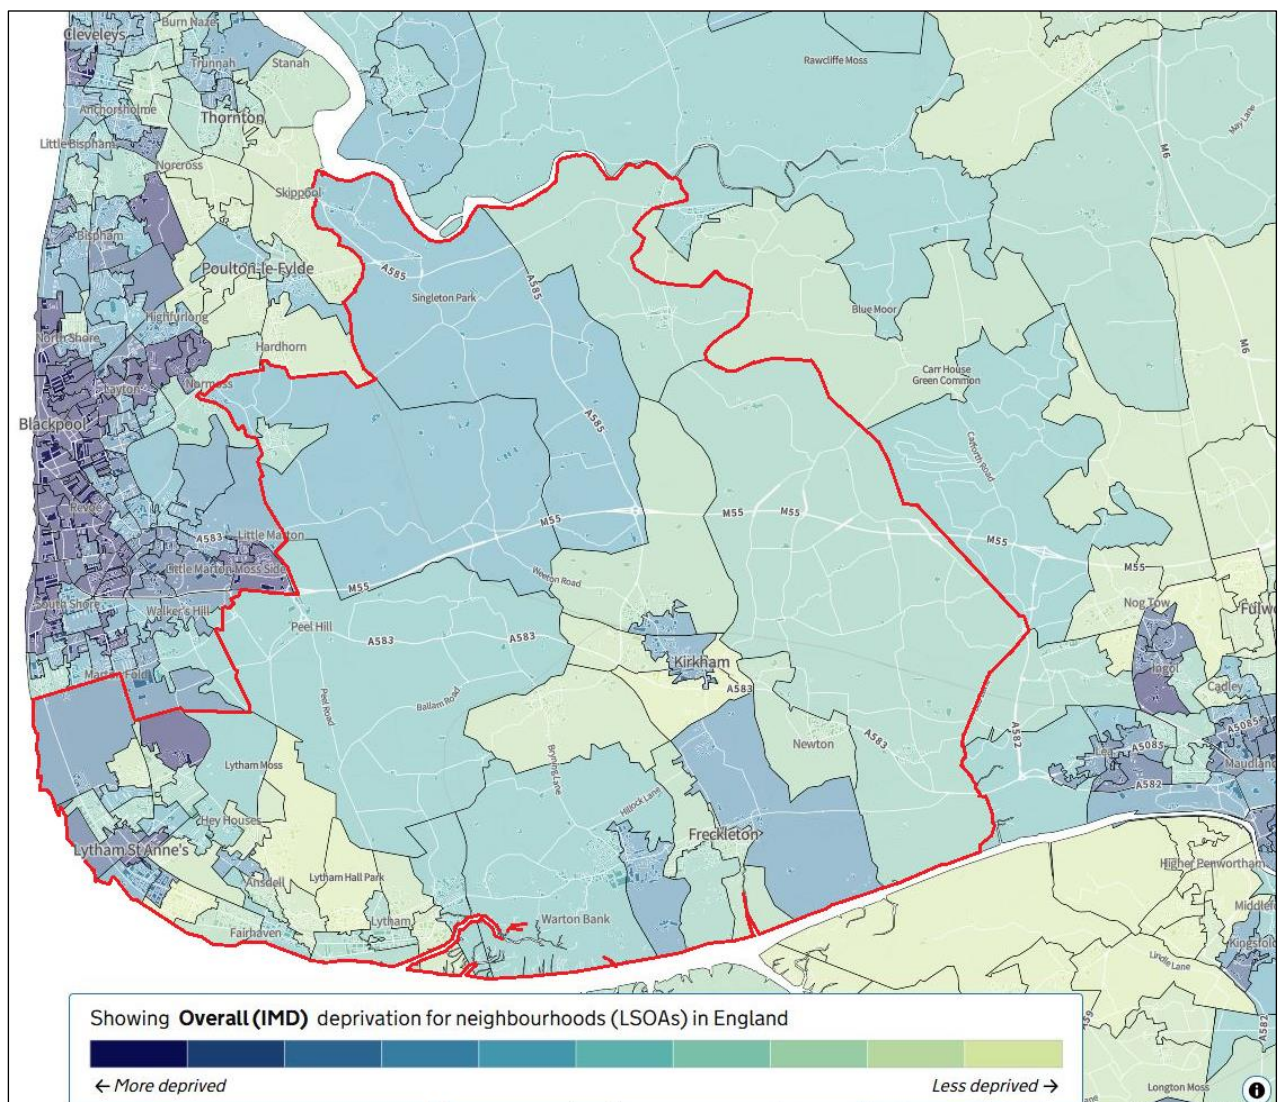 Burn Naze
Cleveleys
Trunnah
Stanah
Rawcliffe Moss
Anchorsholme
Thornton
May Lane
Little Bispham
M6
Norcross
Skippool
Bispham
Poulton-le-Fylde
A585
A585
Singleton Park
Highfurlong
Blue Moor
North Shore
Hardhorn
M6
Carr House
Green Common
Layton
Normoss
Blackpool
A585
Catforth Road
Revoe
M55
M55
M55
A583
Little Marton
M55
Little Marton Moss Side
M55
Weeton Road
M55
South Shore
Walker's Hill
Nog Tow
Fulwo
Peel Hill
A583
A583
Kirkham
Ingol
Marton Fold
A583
Cadley
Peel Road
Ballam Road
A582
A5085
Newton
A583
Lea
A5085
Lytham Moss
Bryning Lane
Maudland
A582
Hillock Lane
Hey Houses
Freckleton
Lytham St Anne's
Higher Penwortham
Ansdell
Lytham Hall Park
Middlef
Fairhaven
Lytham
Warton Bank
Kingsfold
Lindle Lane
Showing Overall (IMD) deprivation for neighbourhoods (LSOAs) in England
A59
A582
← More deprived
Less deprived →
Longton Moss
i